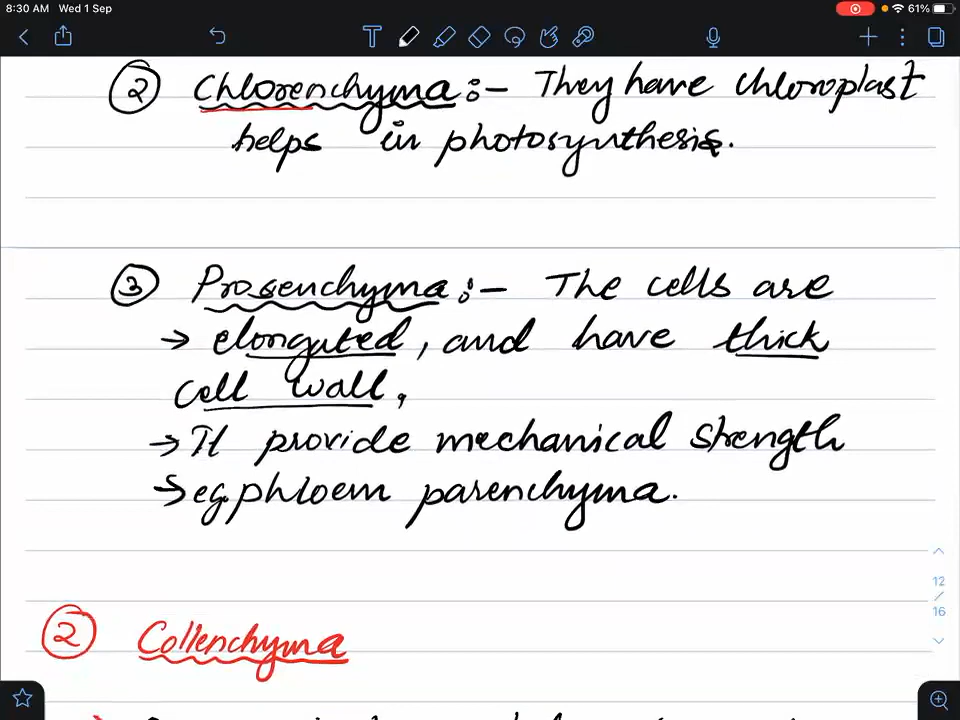 8:30 AM Wed 1 Sep
61%
② Chlorenchyma :- They have chloroplast
helps in photosynthesis.
③ Prosenchyma :- The cells are
→ elonguted, and have thick
cell wall,
→ It provide mechanical strength
→ eg. phloem parenchyma.
② Collenchyma
12
/
16